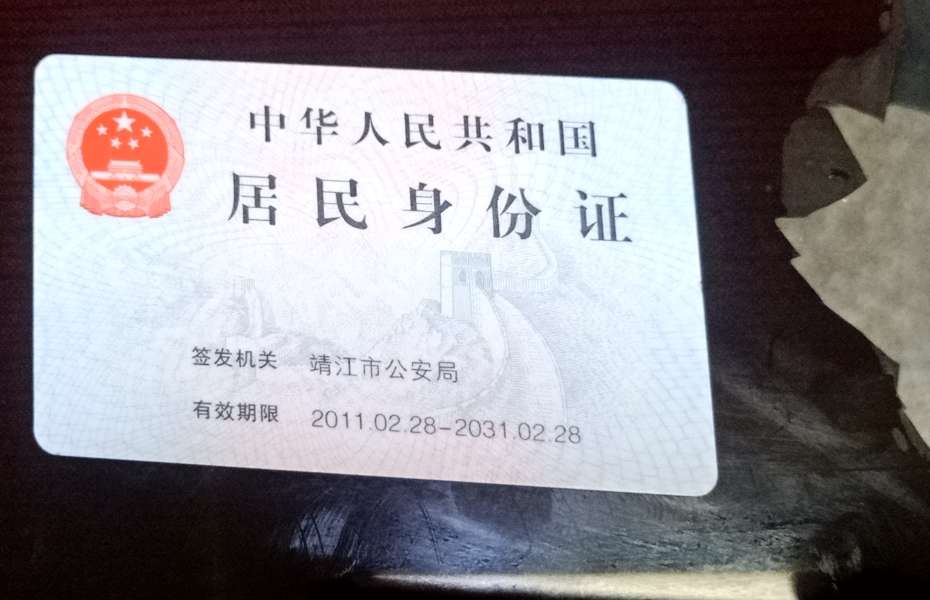 中华人民共和国
居民身份证
签发机关 靖江市公安局
有效期限 2011.02.28-2031.02.28